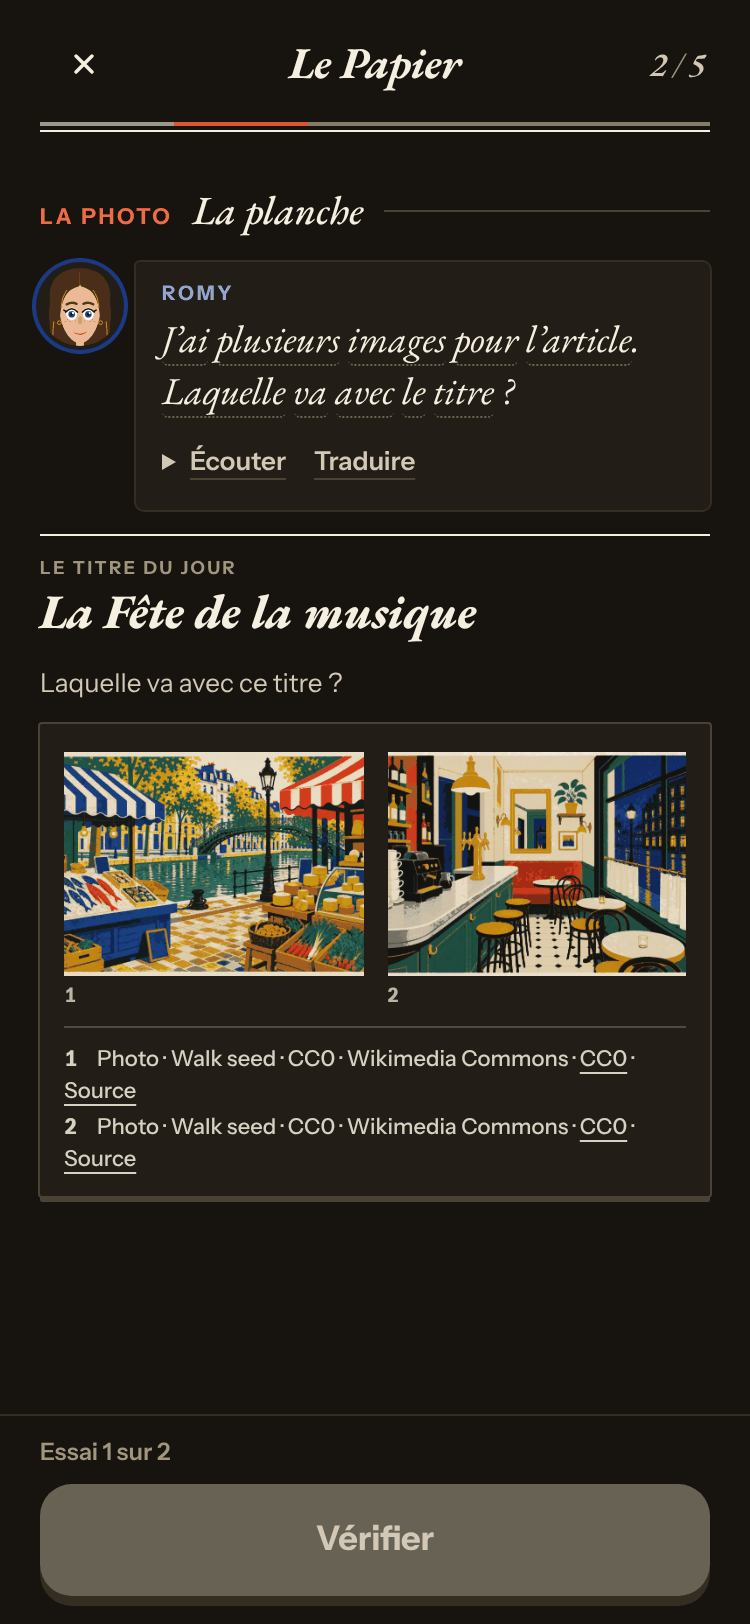 Le Papier
2 / 5
LA PHOTO La planche
ROMY
J'ai plusieurs images pour l'article.
Laquelle va avec le titre ?
Écouter Traduire
LE TITRE DU JOUR
La Fête de la musique
Laquelle va avec ce titre ?
1
2
1 Photo · Walk seed · CC0 · Wikimedia Commons · CC0 ·
Source
2 Photo · Walk seed · CC0 · Wikimedia Commons · CC0 ·
Source
Essai 1 sur 2
Vérifier